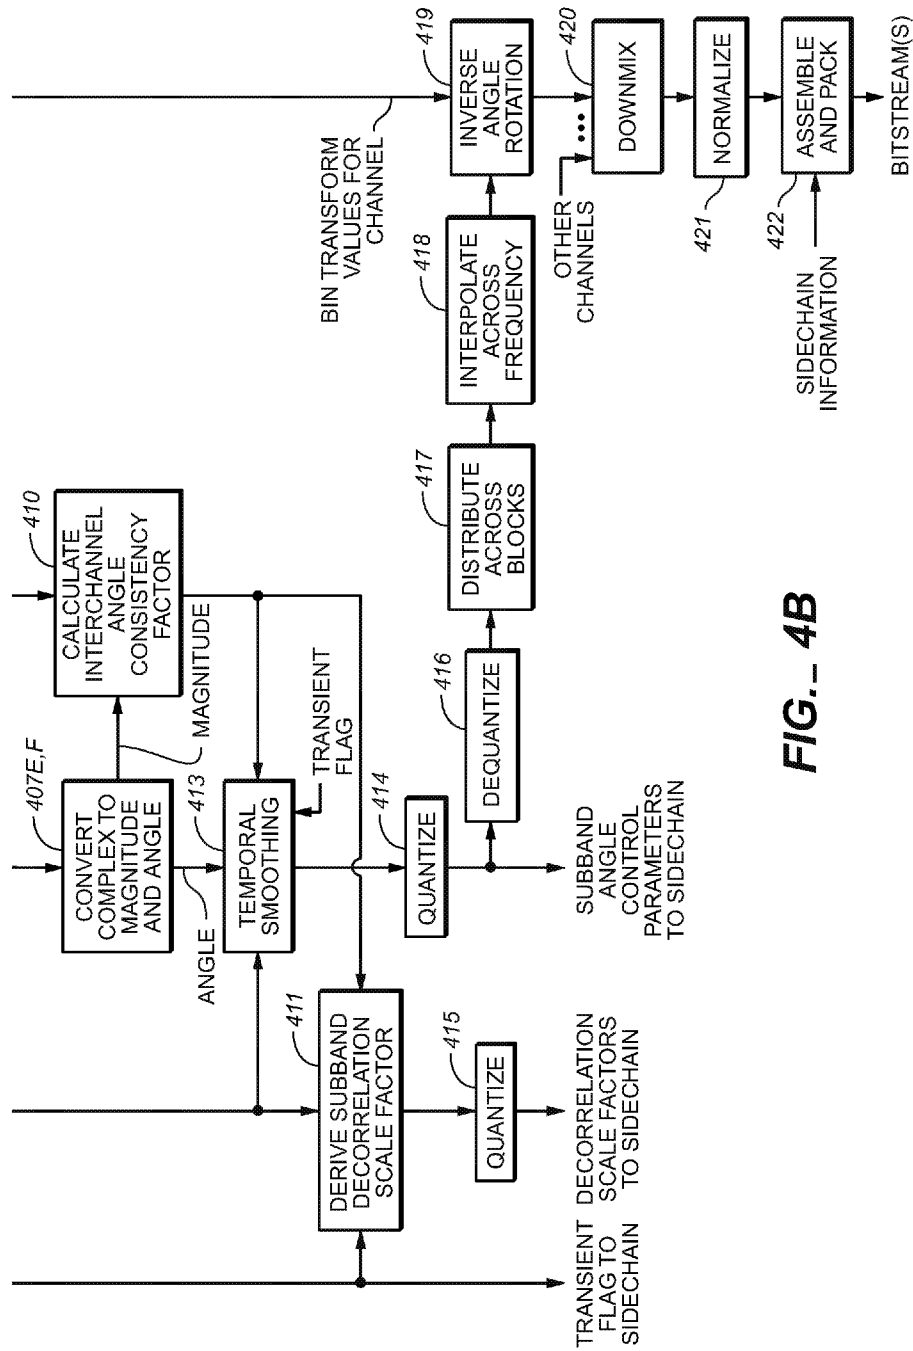 407E,F
CONVERT
COMPLEX TO
MAGNITUDE
AND ANGLE
410
CALCULATE
INTERCHANNEL
ANGLE
CONSISTENCY
FACTOR
MAGNITUDE
ANGLE
413
TEMPORAL
SMOOTHING
TRANSIENT
FLAG
411
DERIVE SUBBAND
DECORRELATION
SCALE FACTOR
414
QUANTIZE
415
QUANTIZE
416
DEQUANTIZE
417
DISTRIBUTE
ACROSS
BLOCKS
418
INTERPOLATE
ACROSS
FREQUENCY
BIN TRANSFORM
VALUES FOR
CHANNEL
419
INVERSE
ANGLE
ROTATION
OTHER
CHANNELS
420
DOWNMIX
NORMALIZE
421
ASSEMBLE
AND PACK
422
SIDECHAIN
INFORMATION
BITSTREAM(S)
TRANSIENT
FLAG TO
SIDECHAIN
DECORRELATION
SCALE FACTORS
TO SIDECHAIN
SUBBAND
ANGLE
CONTROL
PARAMETERS
TO SIDECHAIN
FIG._ 4B